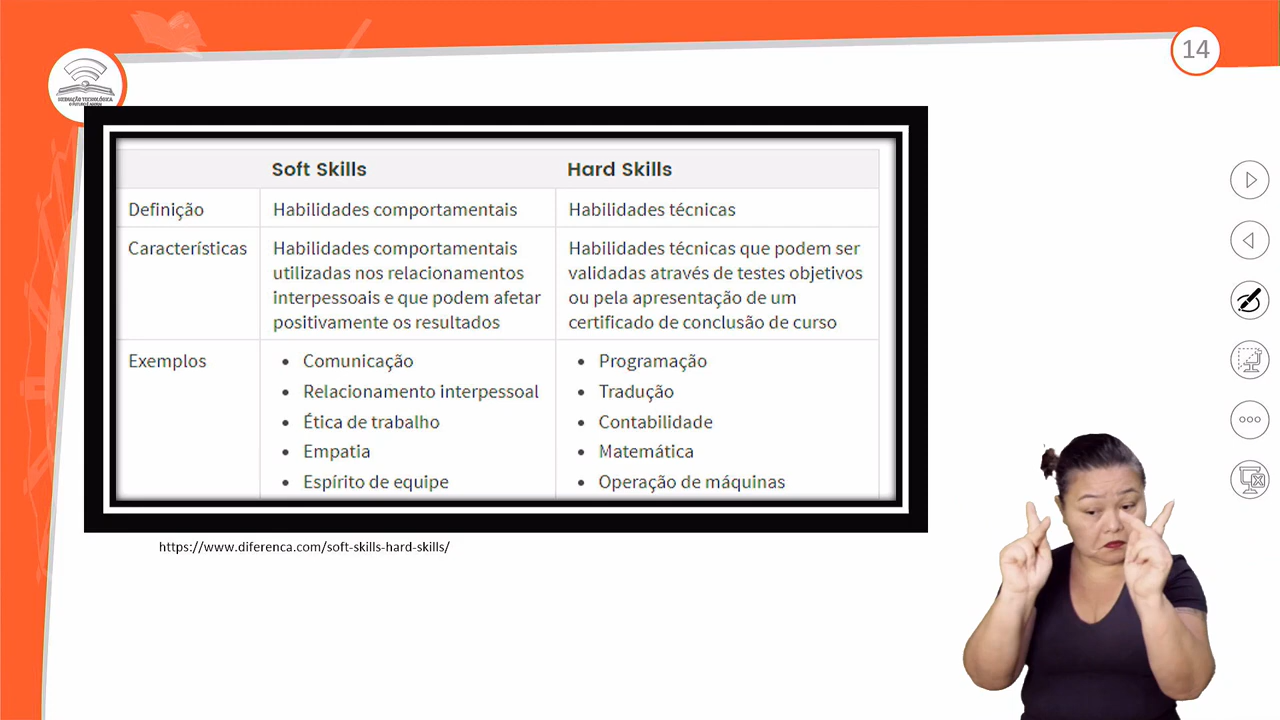 14
MEDIAÇÃO TECNOLÓGICA
Soft Skills Hard Skills
Definição Habilidades comportamentais Habilidades técnicas
Características Habilidades comportamentais Habilidades técnicas que podem ser
utilizadas nos relacionamentos validadas através de testes objetivos
interpessoais e que podem afetar ou pela apresentação de um
positivamente os resultados certificado de conclusão de curso
Exemplos • Comunicação • Programação
• Relacionamento interpessoal • Tradução
• Ética de trabalho • Contabilidade
• Empatia • Matemática
• Espírito de equipe • Operação de máquinas
https://www.diferenca.com/soft-skills-hard-skills/